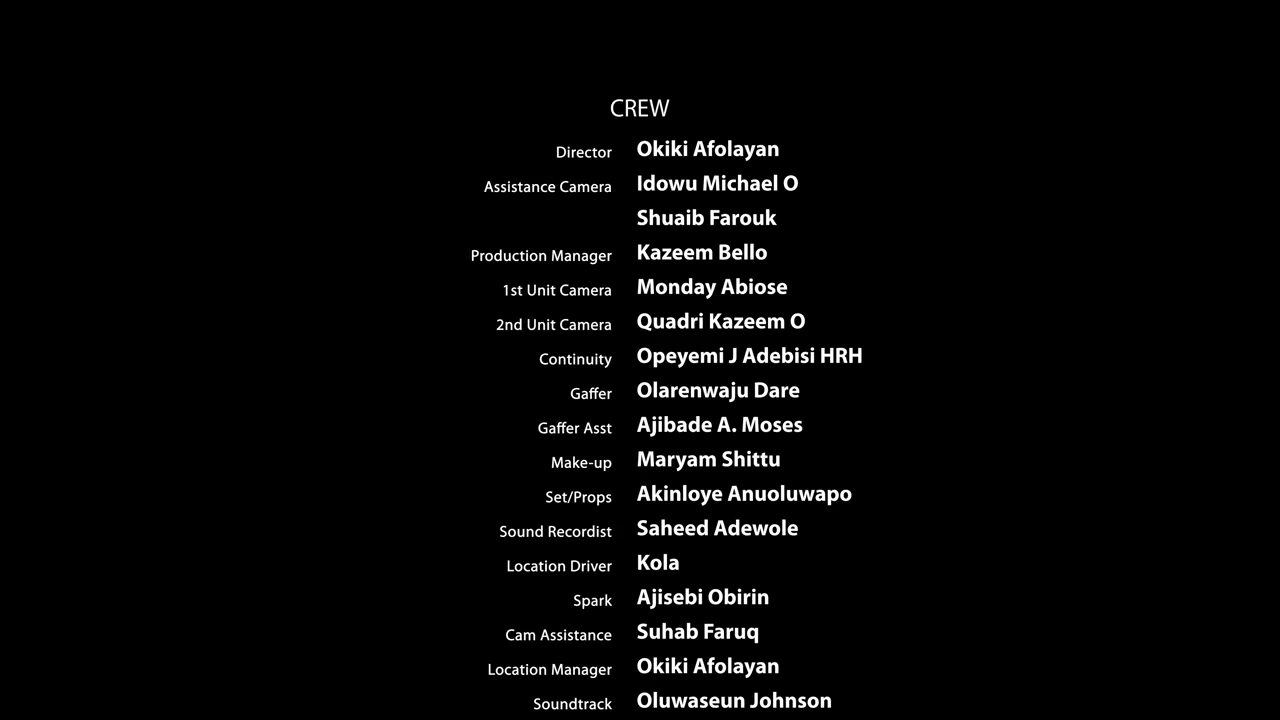 CREW
Director Okiki Afolayan
Assistance Camera Idowu Michael O
Shuaib Farouk
Production Manager Kazeem Bello
1st Unit Camera Monday Abiose
2nd Unit Camera Quadri Kazeem O
Continuity Opeyemi J Adebisi HRH
Gaffer Olarenwaju Dare
Gaffer Asst Ajibade A. Moses
Make-up Maryam Shittu
Set/Props Akinloye Anuoluwapo
Sound Recordist Saheed Adewole
Location Driver Kola
Spark Ajisebi Obirin
Cam Assistance Suhab Faruq
Location Manager Okiki Afolayan
Soundtrack Oluwaseun Johnson